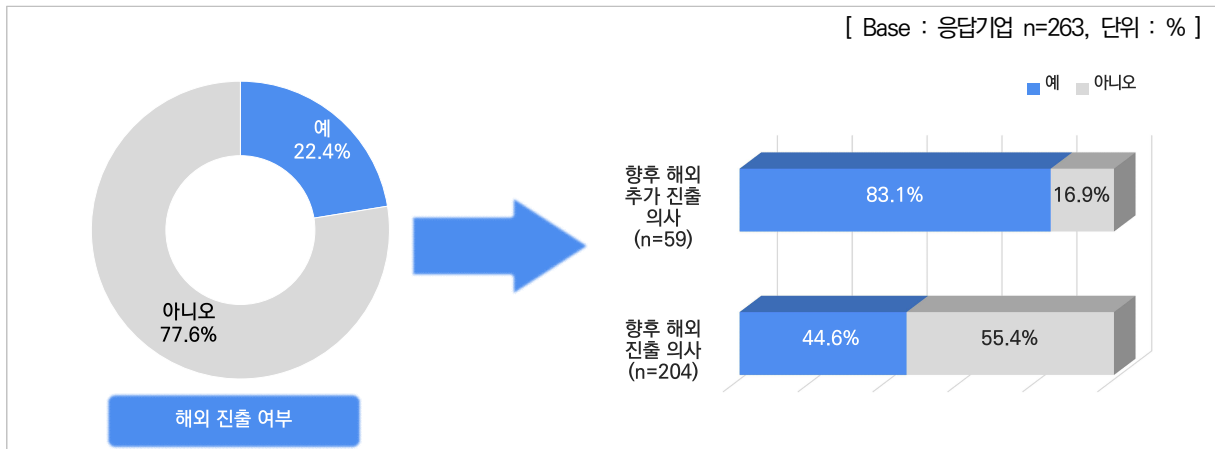 [ Base : 응답기업 n=263, 단위 : % ]
예
아니오
예
22.4%
아니오
77.6%
해외 진출 여부
향후 해외
추가 진출
의사
(n=59)
83.1%
16.9%
향후 해외
진출 의사
(n=204)
44.6%
55.4%